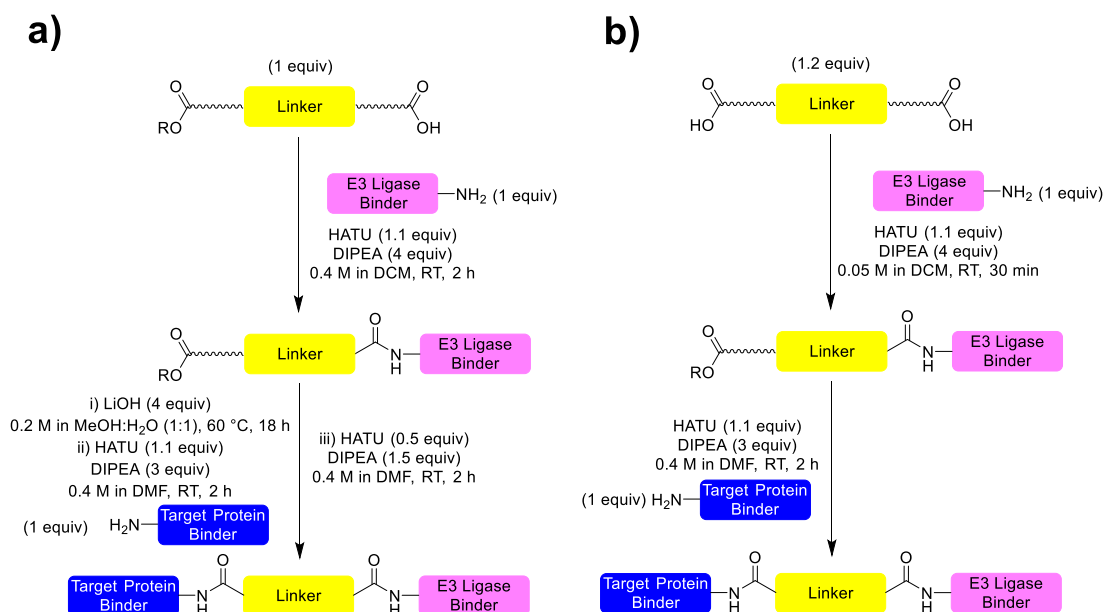 a)
(1 equiv)
O
RO
Linker
O
OH
E3 Ligase
Binder
NH2 (1 equiv)
HATU (1.1 equiv)
DIPEA (4 equiv)
0.4 M in DCM, RT, 2 h
O
RO
Linker
O
N
H
E3 Ligase
Binder
i) LiOH (4 equiv)
0.2 M in MeOH:H2O (1:1), 60 °C, 18 h
ii) HATU (1.1 equiv)
DIPEA (3 equiv)
0.4 M in DMF, RT, 2 h
(1 equiv) H2N
Target Protein
Binder
iii) HATU (0.5 equiv)
DIPEA (1.5 equiv)
0.4 M in DMF, RT, 2 h
Target Protein
Binder
N
H
O
Linker
O
N
H
E3 Ligase
Binder
b)
(1.2 equiv)
O
HO
Linker
O
OH
E3 Ligase
Binder
NH2 (1 equiv)
HATU (1.1 equiv)
DIPEA (4 equiv)
0.05 M in DCM, RT, 30 min
O
RO
Linker
O
N
H
E3 Ligase
Binder
HATU (1.1 equiv)
DIPEA (3 equiv)
0.4 M in DMF, RT, 2 h
(1 equiv) H2N
Target Protein
Binder
Target Protein
Binder
N
H
O
Linker
O
N
H
E3 Ligase
Binder